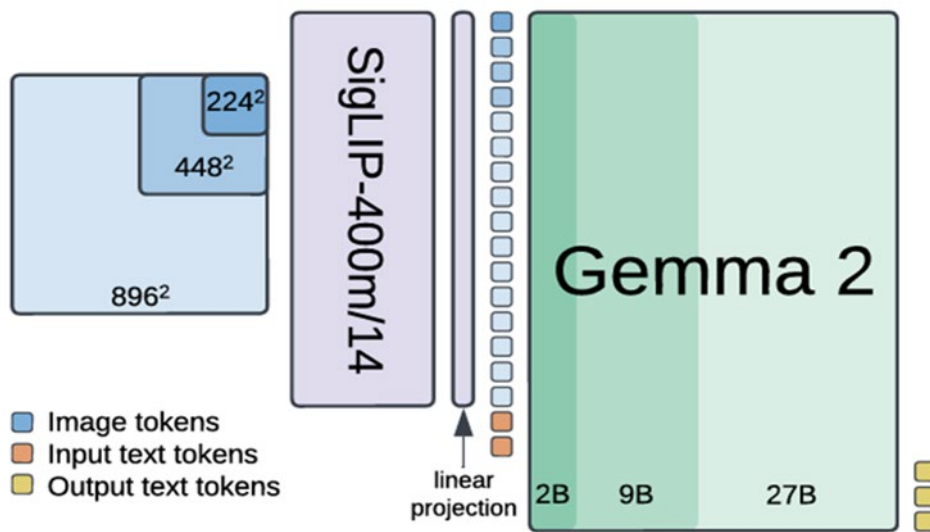 224²
448²
896²
SigLIP-400m/14
Gemma 2
Image tokens
Input text tokens
Output text tokens
linear
projection
2B
9B
27B